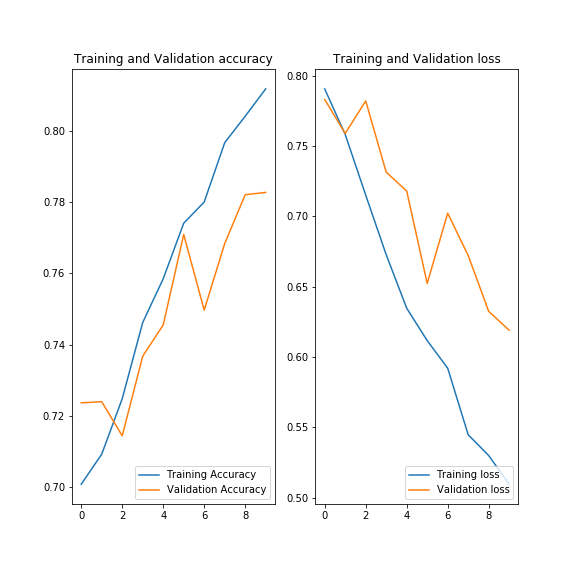 Training and Validation accuracy
0.80
0.78
0.76
0.74
0.72
0.70
0 2 4 6 8
Training Accuracy
Validation Accuracy
Training and Validation loss
0.80
0.75
0.70
0.65
0.60
0.55
0.50
0 2 4 6 8
Training loss
Validation loss